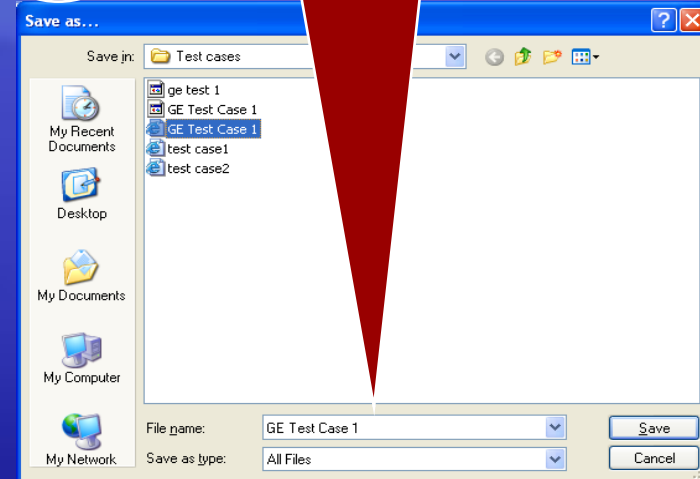 Save as...
Save in: Test cases
ge test 1
GE Test Case 1
GE Test Case 1
test case1
test case2
My Recent
Documents
Desktop
My Documents
My Computer
My Network
File name: GE Test Case 1 Save
Save as type: All Files Cancel